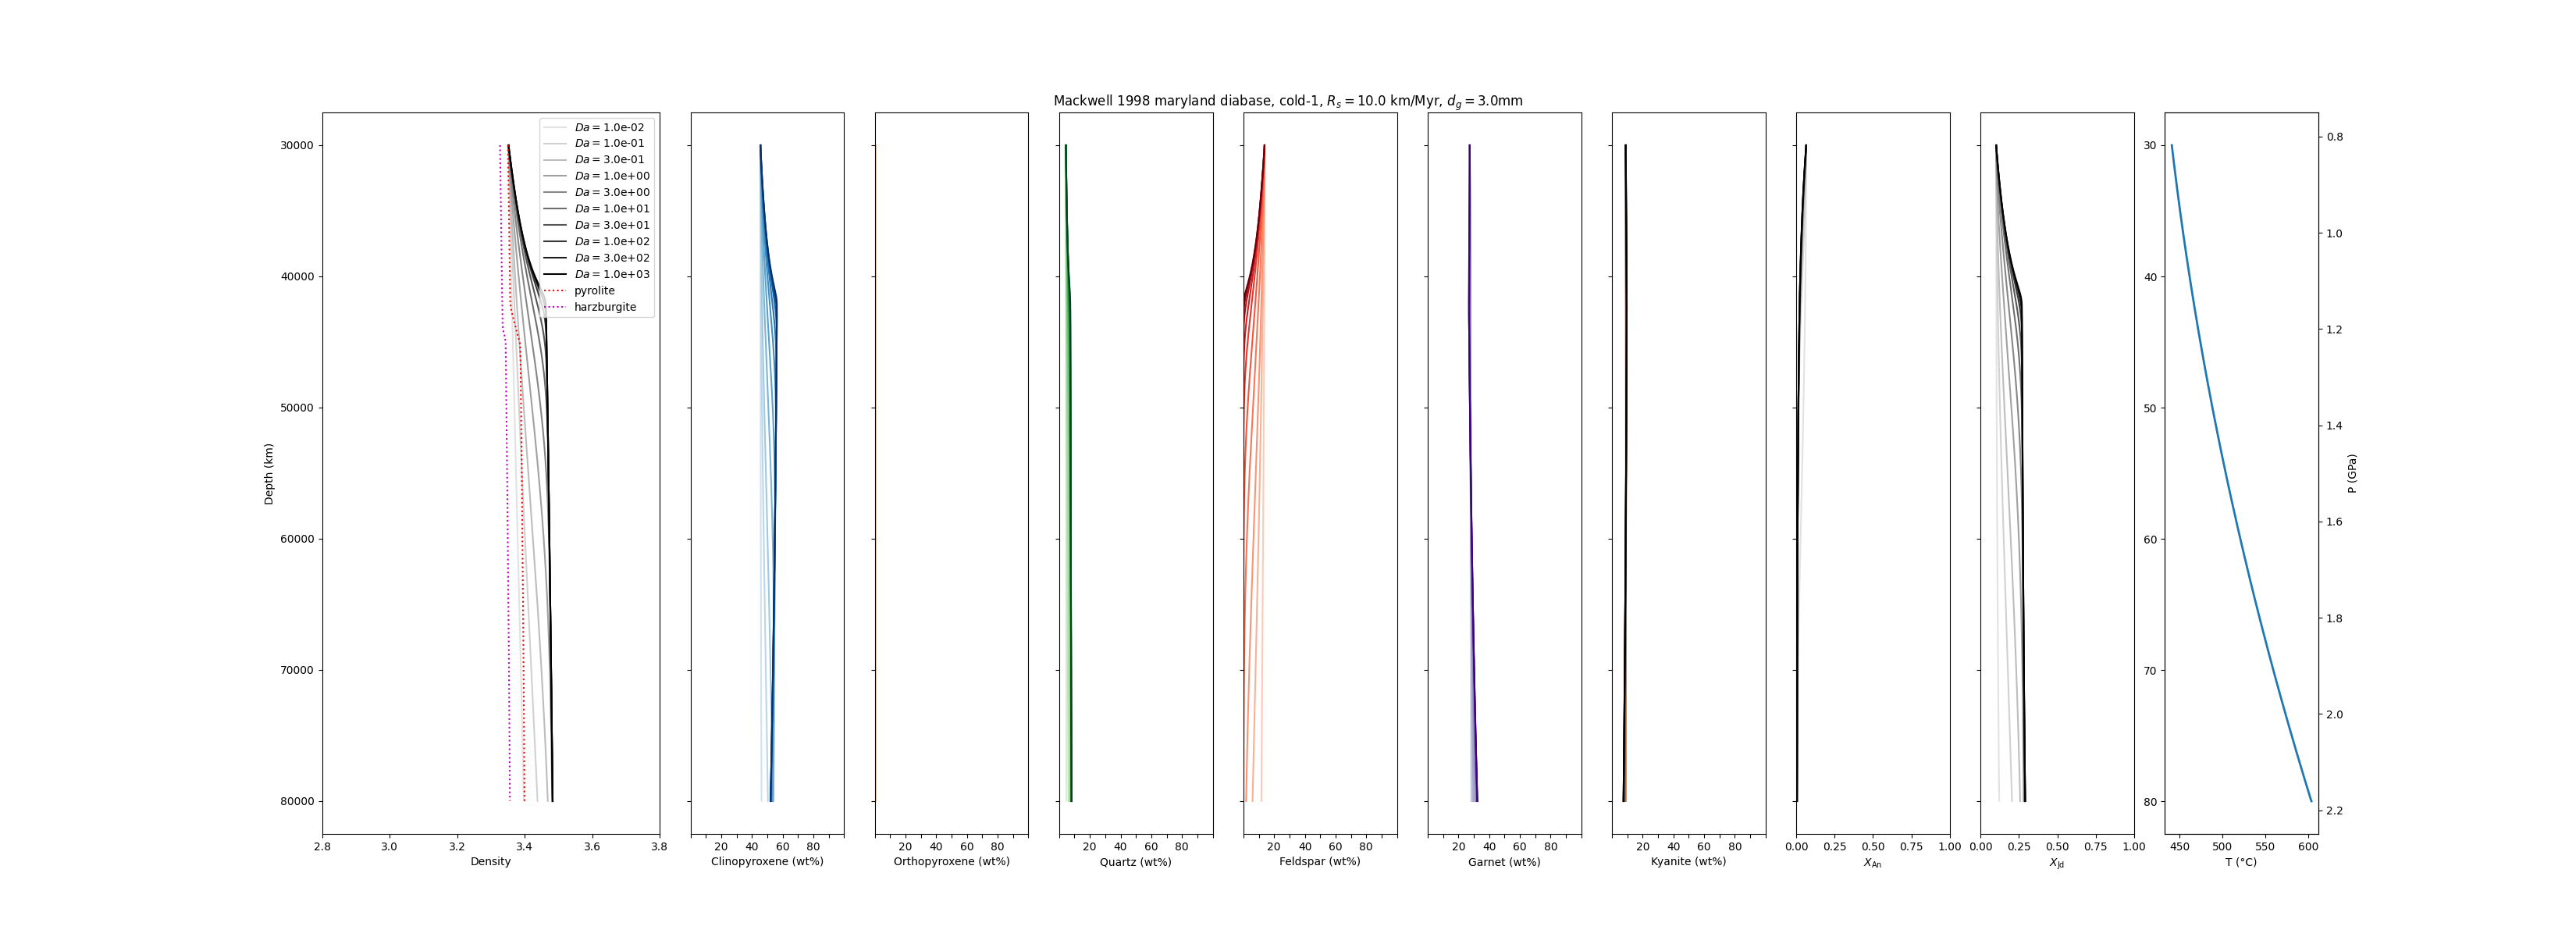 Mackwell 1998 maryland diabase, cold-1, R_s = 10.0 km/Myr, d_g = 3.0mm
Da = 1.0e-02
Da = 1.0e-01
Da = 3.0e-01
Da = 1.0e+00
Da = 3.0e+00
Da = 1.0e+01
Da = 3.0e+01
Da = 1.0e+02
Da = 3.0e+02
Da = 1.0e+03
pyrolite
harzburgite
Depth (km)
30000
40000
50000
60000
70000
80000
2.8 3.0 3.2 3.4 3.6 3.8
Density
20 40 60 80
Clinopyroxene (wt%)
20 40 60 80
Orthopyroxene (wt%)
20 40 60 80
Quartz (wt%)
20 40 60 80
Feldspar (wt%)
20 40 60 80
Garnet (wt%)
20 40 60 80
Kyanite (wt%)
0.00 0.25 0.50 0.75 1.00
X_An
0.00 0.25 0.50 0.75 1.00
X_Jd
30
40
50
60
70
80
450 500 550 600
T (°C)
0.8
1.0
1.2
1.4
1.6
1.8
2.0
2.2
P (GPa)